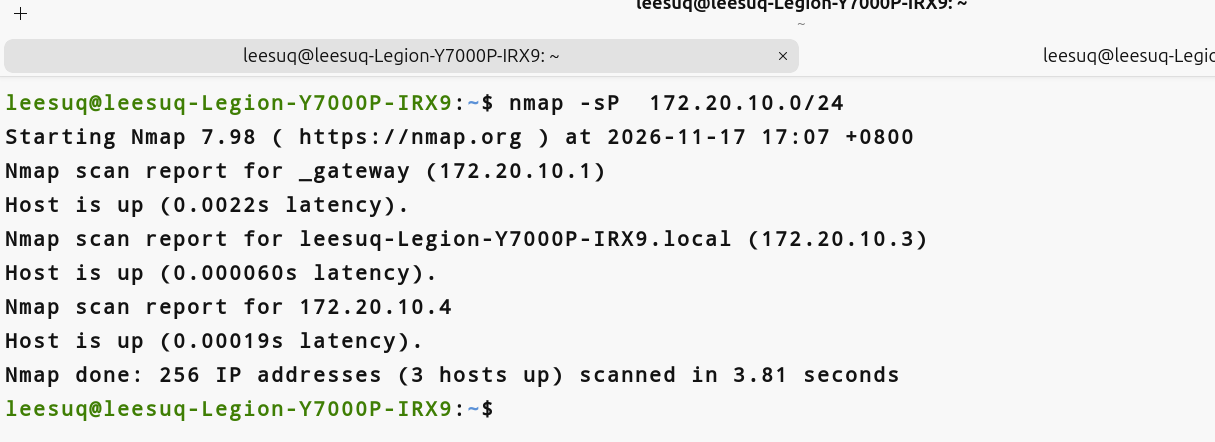 leesuq@leesuq-Legion-Y7000P-IRX9: ~
~
leesuq@leesuq-Legion-Y7000P-IRX9: ~ ×
leesuq@leesuq-Legio
leesuq@leesuq-Legion-Y7000P-IRX9:~$ nmap -sP  172.20.10.0/24
Starting Nmap 7.98 ( https://nmap.org ) at 2026-11-17 17:07 +0800
Nmap scan report for _gateway (172.20.10.1)
Host is up (0.0022s latency).
Nmap scan report for leesuq-Legion-Y7000P-IRX9.local (172.20.10.3)
Host is up (0.000060s latency).
Nmap scan report for 172.20.10.4
Host is up (0.00019s latency).
Nmap done: 256 IP addresses (3 hosts up) scanned in 3.81 seconds
leesuq@leesuq-Legion-Y7000P-IRX9:~$